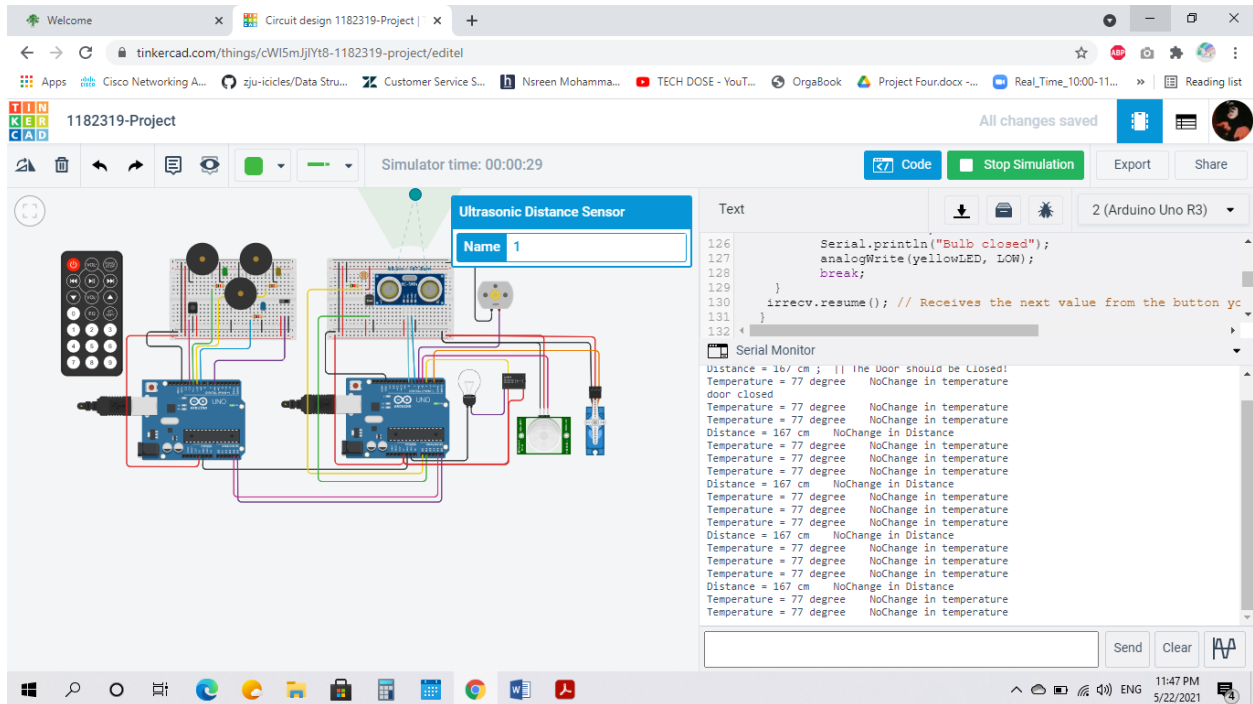 Welcome
Circuit design 1182319-Project |
tinkercad.com/things/cWI5mJjlYt8-1182319-project/editel
ABP
Apps
Cisco Networking A...
zju-icicles/Data Stru...
Customer Service S...
Nsreen Mohamma...
TECH DOSE - YouT...
OrgaBook
Project Four.docx -...
Real_Time_10:00-11...
Reading list
TIN
KER
CAD
1182319-Project
All changes saved
Simulator time: 00:00:29
Code
Stop Simulation
Export
Share
Ultrasonic Distance Sensor
Name 1
Text
2 (Arduino Uno R3)
126 Serial.println("Bulb closed");
127 analogWrite(yellowLED, LOW);
128 break;
129 }
130 irrecv.resume(); // Receives the next value from the button yo
131 }
132
Serial Monitor
Distance = 167 cm ; || The Door should be Closed!
Temperature = 77 degree NoChange in temperature
door closed
Temperature = 77 degree NoChange in temperature
Temperature = 77 degree NoChange in temperature
Distance = 167 cm NoChange in Distance
Temperature = 77 degree NoChange in temperature
Temperature = 77 degree NoChange in temperature
Temperature = 77 degree NoChange in temperature
Distance = 167 cm NoChange in Distance
Temperature = 77 degree NoChange in temperature
Temperature = 77 degree NoChange in temperature
Temperature = 77 degree NoChange in temperature
Distance = 167 cm NoChange in Distance
Temperature = 77 degree NoChange in temperature
Temperature = 77 degree NoChange in temperature
Temperature = 77 degree NoChange in temperature
Distance = 167 cm NoChange in Distance
Temperature = 77 degree NoChange in temperature
Temperature = 77 degree NoChange in temperature
UNO
UNO
Send
Clear
ENG
11:47 PM
5/22/2021
4